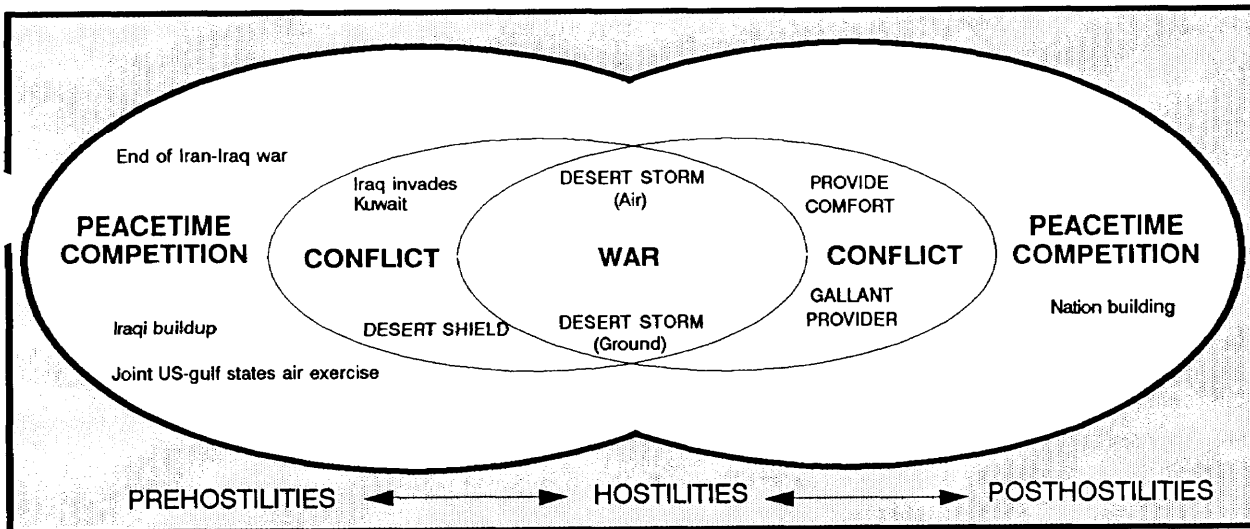 End of Iran-Iraq war
PEACETIME
COMPETITION
Iraqi buildup
Joint US-gulf states air exercise
Iraq invades
Kuwait
CONFLICT
DESERT SHIELD
DESERT STORM
(Air)
WAR
DESERT STORM
(Ground)
PROVIDE
COMFORT
CONFLICT
GALLANT
PROVIDER
PEACETIME
COMPETITION
Nation building
PREHOSTILITIES
HOSTILITIES
POSTHOSTILITIES